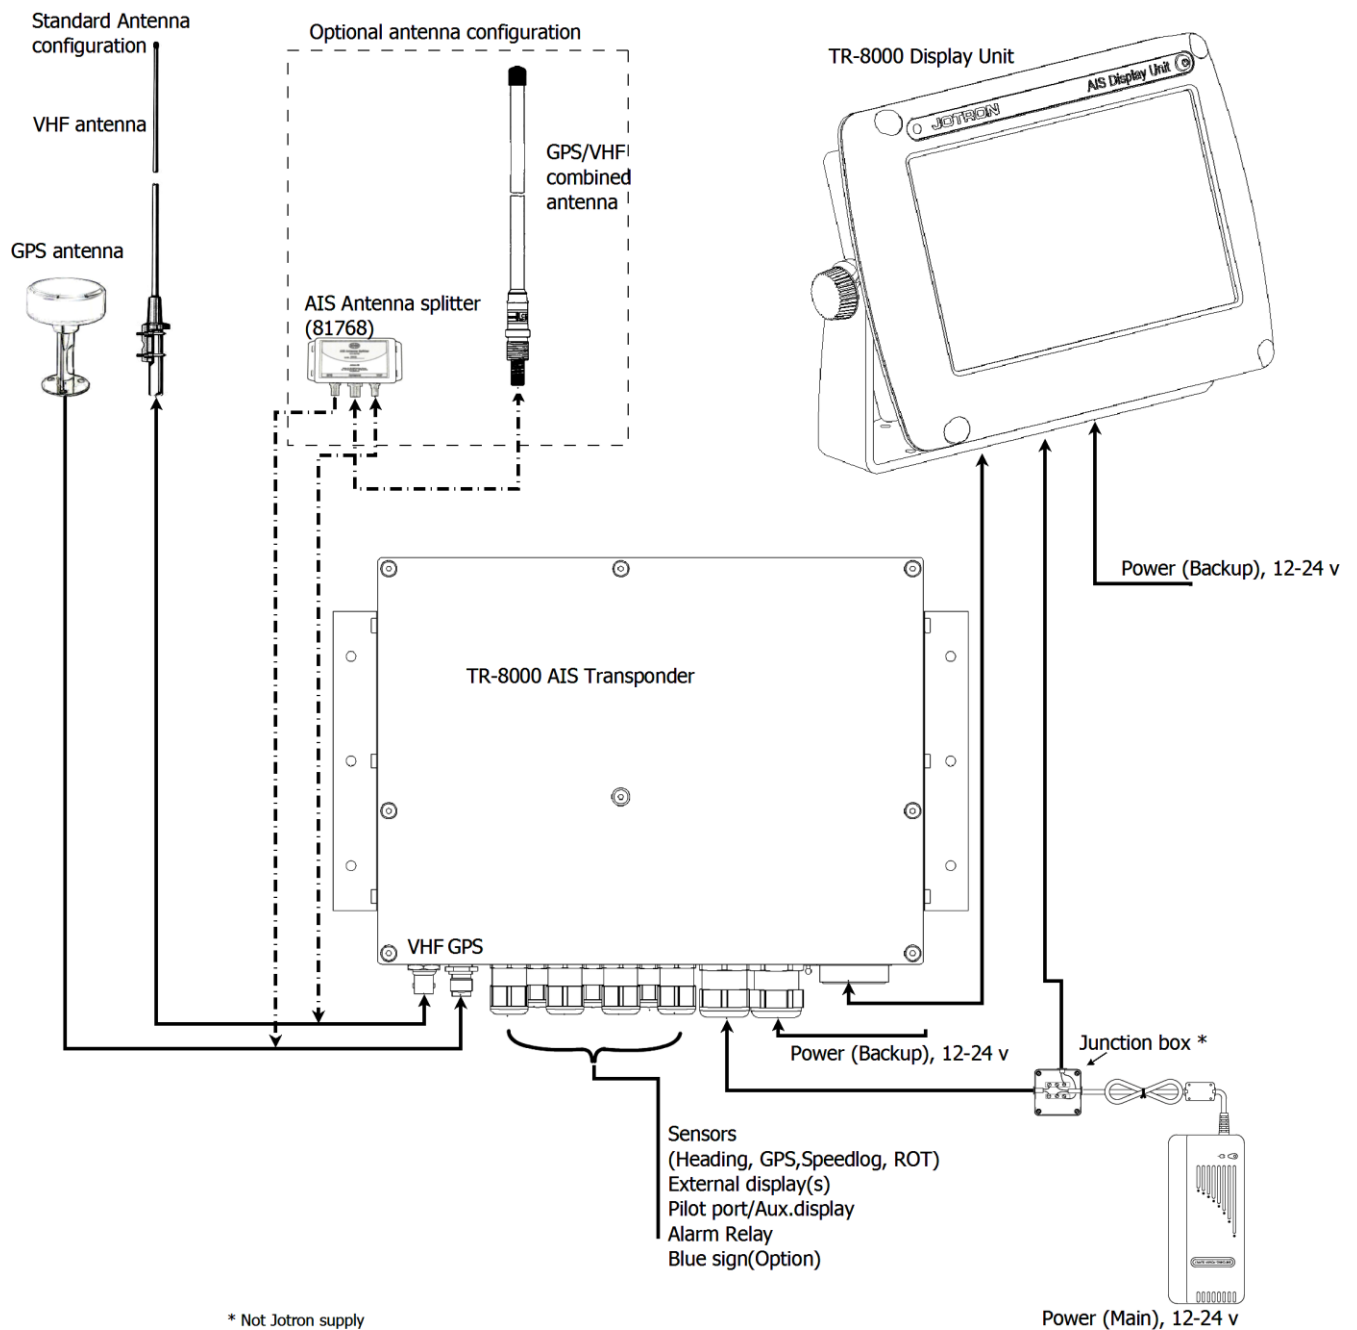 Standard Antenna
configuration
Optional antenna configuration
TR-8000 Display Unit
AIS Display Unit
JOTRON
VHF antenna
GPS/VHF
combined
antenna
GPS antenna
AIS Antenna splitter
(81768)
Power (Backup), 12-24 v
TR-8000 AIS Transponder
VHF GPS
Power (Backup), 12-24 v
Junction box *
Sensors
(Heading, GPS,Speedlog, ROT)
External display(s)
Pilot port/Aux.display
Alarm Relay
Blue sign(Option)
* Not Jotron supply
Power (Main), 12-24 v